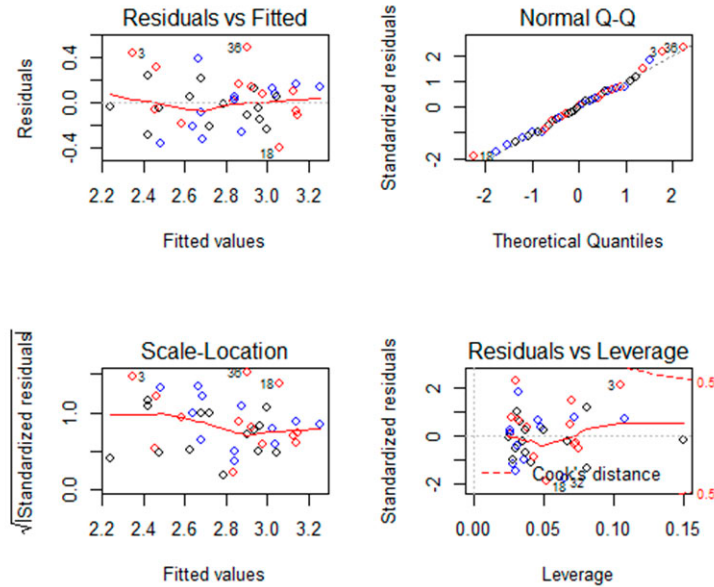 Residuals vs Fitted
Residuals
0.4
0.0
-0.4
3
36
18
2.2 2.4 2.6 2.8 3.0 3.2
Fitted values
Normal Q-Q
Standardized residuals
2
1
0
-2
3
36
18
-2 -1 0 1 2
Theoretical Quantiles
Scale-Location
√|Standardized residuals|
1.0
0.0
3
36
18
2.2 2.4 2.6 2.8 3.0 3.2
Fitted values
Residuals vs Leverage
Standardized residuals
2
1
0
-2
3
0.5
0.5
Cook's distance
18 32
0.00 0.05 0.10 0.15
Leverage